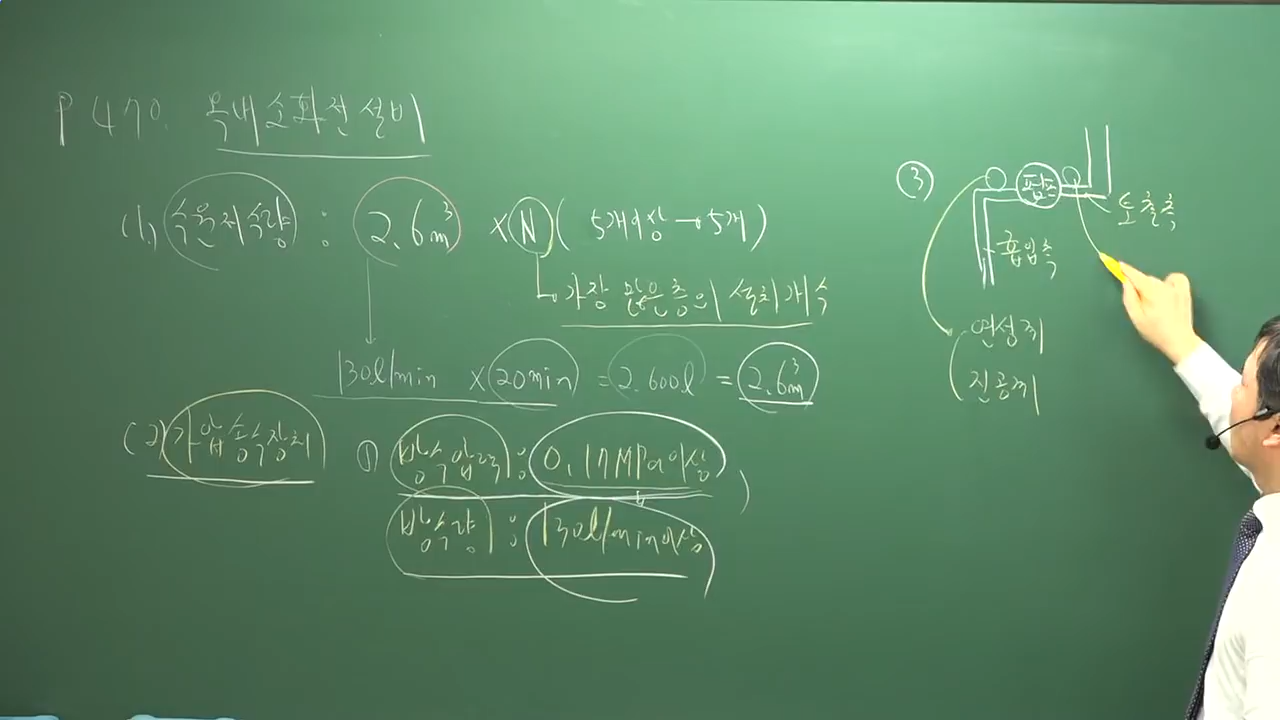 P 470. 옥내소화전설비
(1) 수원저수량 : 2.6m³ ×N ( 5개이상 → 5개 )
가장 많은층의 설치개수
130l/min × 20min = 2.600l = 2.6m³
(2) 가압송수장치 ① 방수압력 : 0.17MPa이상
방수량 : 130l/min이상
③ 펌프
토출측
흡입측
연성계
진공계